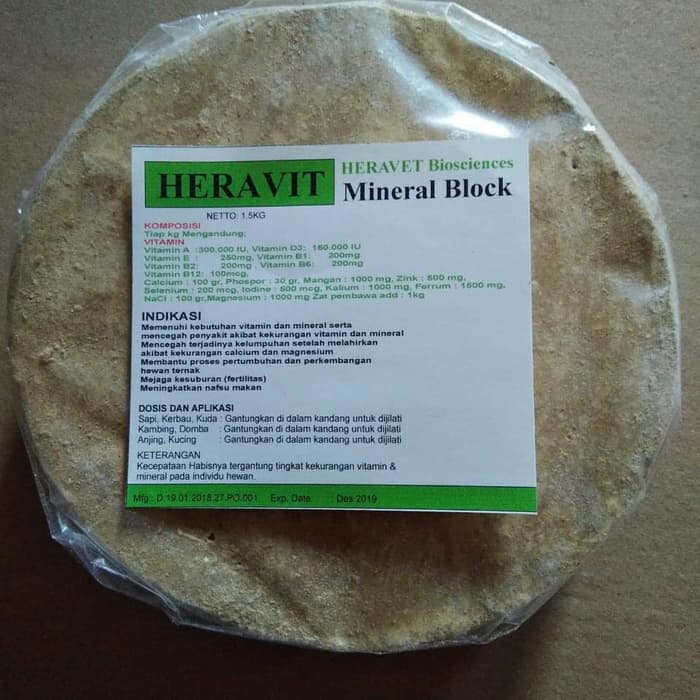 HERAVIT
HERAVET Biosciences
Mineral Block
NETTO: 1.5KG
KOMPOSISI
Tiap kg Mengandung;
VITAMIN
Vitamin A :300.000 IU, Vitamin D3: 150.000 IU
Vitamin E : 250mg, Vitamin B1: 200mg
Vitamin B2: 200mg , Vitamin B6: 200mg
Vitamin B12: 100mcg,
Calcium : 100 gr, Phospor : 30 gr, Mangan : 1000 mg, Zink : 500 mg,
Selenium : 200 mcg, Iodine : 500 mcg, Kalium : 1000 mg, Ferrum : 1500 mg,
NaCl : 100 gr,Magnesium : 1000 mg Zat pembawa add : 1kg
INDIKASI
Memenuhi kebutuhan vitamin dan mineral serta
mencegah penyakit akibat kekurangan vitamin dan mineral
Mencegah terjadinya kelumpuhan setelah melahirkan
akibat kekurangan calcium dan magnesium
Membantu proses pertumbuhan dan perkembangan
hewan ternak
Mejaga kesuburan (fertilitas)
Meningkatkan nafsu makan
DOSIS DAN APLIKASI
Sapi, Kerbau, Kuda : Gantungkan di dalam kandang untuk dijilati
Kambing, Domba : Gantungkan di dalam kandang untuk dijilati
Anjing, Kucing : Gantungkan di dalam kandang untuk dijilati
KETERANGAN
Kecepataan Habisnya tergantung tingkat kekurangan vitamin &
mineral pada individu hewan.
Mfg : D.19.01.2018.27.PO.001 Exp. Date : Des 2019